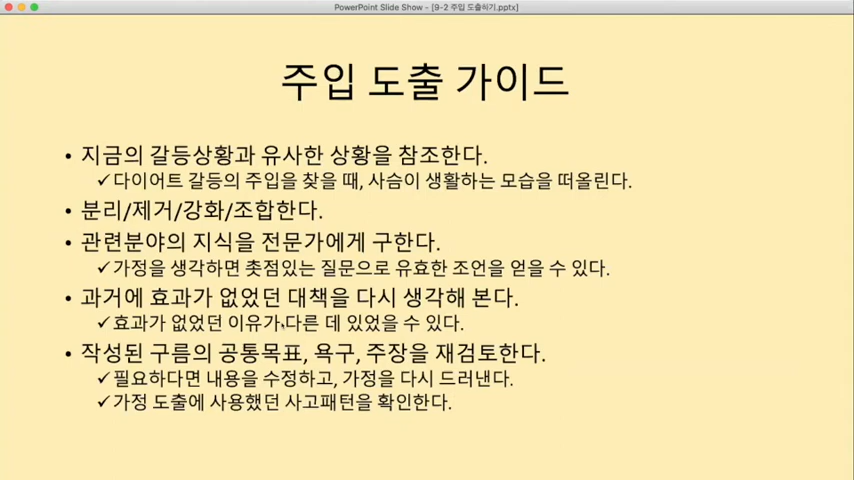 PowerPoint Slide Show - [9-2 주입 도출하기.pptx]
주입 도출 가이드
• 지금의 갈등상황과 유사한 상황을 참조한다.
✓다이어트 갈등의 주입을 찾을 때, 사슴이 생활하는 모습을 떠올린다.
• 분리/제거/강화/조합한다.
• 관련분야의 지식을 전문가에게 구한다.
✓가정을 생각하면 촛점있는 질문으로 유효한 조언을 얻을 수 있다.
• 과거에 효과가 없었던 대책을 다시 생각해 본다.
✓효과가 없었던 이유가 다른 데 있었을 수 있다.
• 작성된 구름의 공통목표, 욕구, 주장을 재검토한다.
✓필요하다면 내용을 수정하고, 가정을 다시 드러낸다.
✓가정 도출에 사용했던 사고패턴을 확인한다.